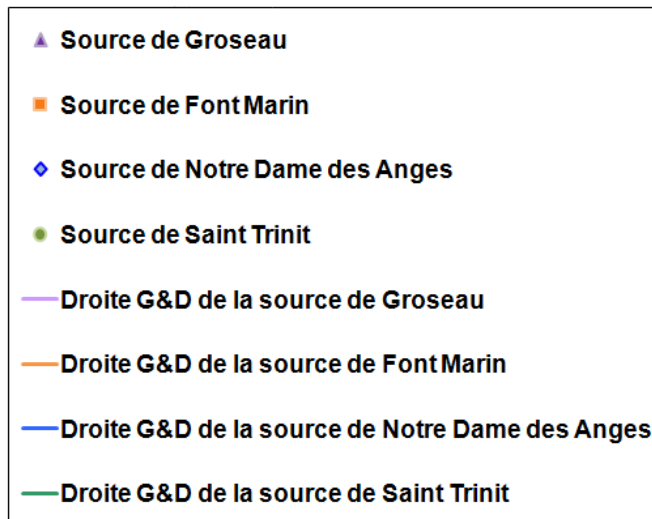 Source de Groseau
Source de Font Marin
Source de Notre Dame des Anges
Source de Saint Trinit
Droite G&D de la source de Groseau
Droite G&D de la source de Font Marin
Droite G&D de la source de Notre Dame des Anges
Droite G&D de la source de Saint Trinit